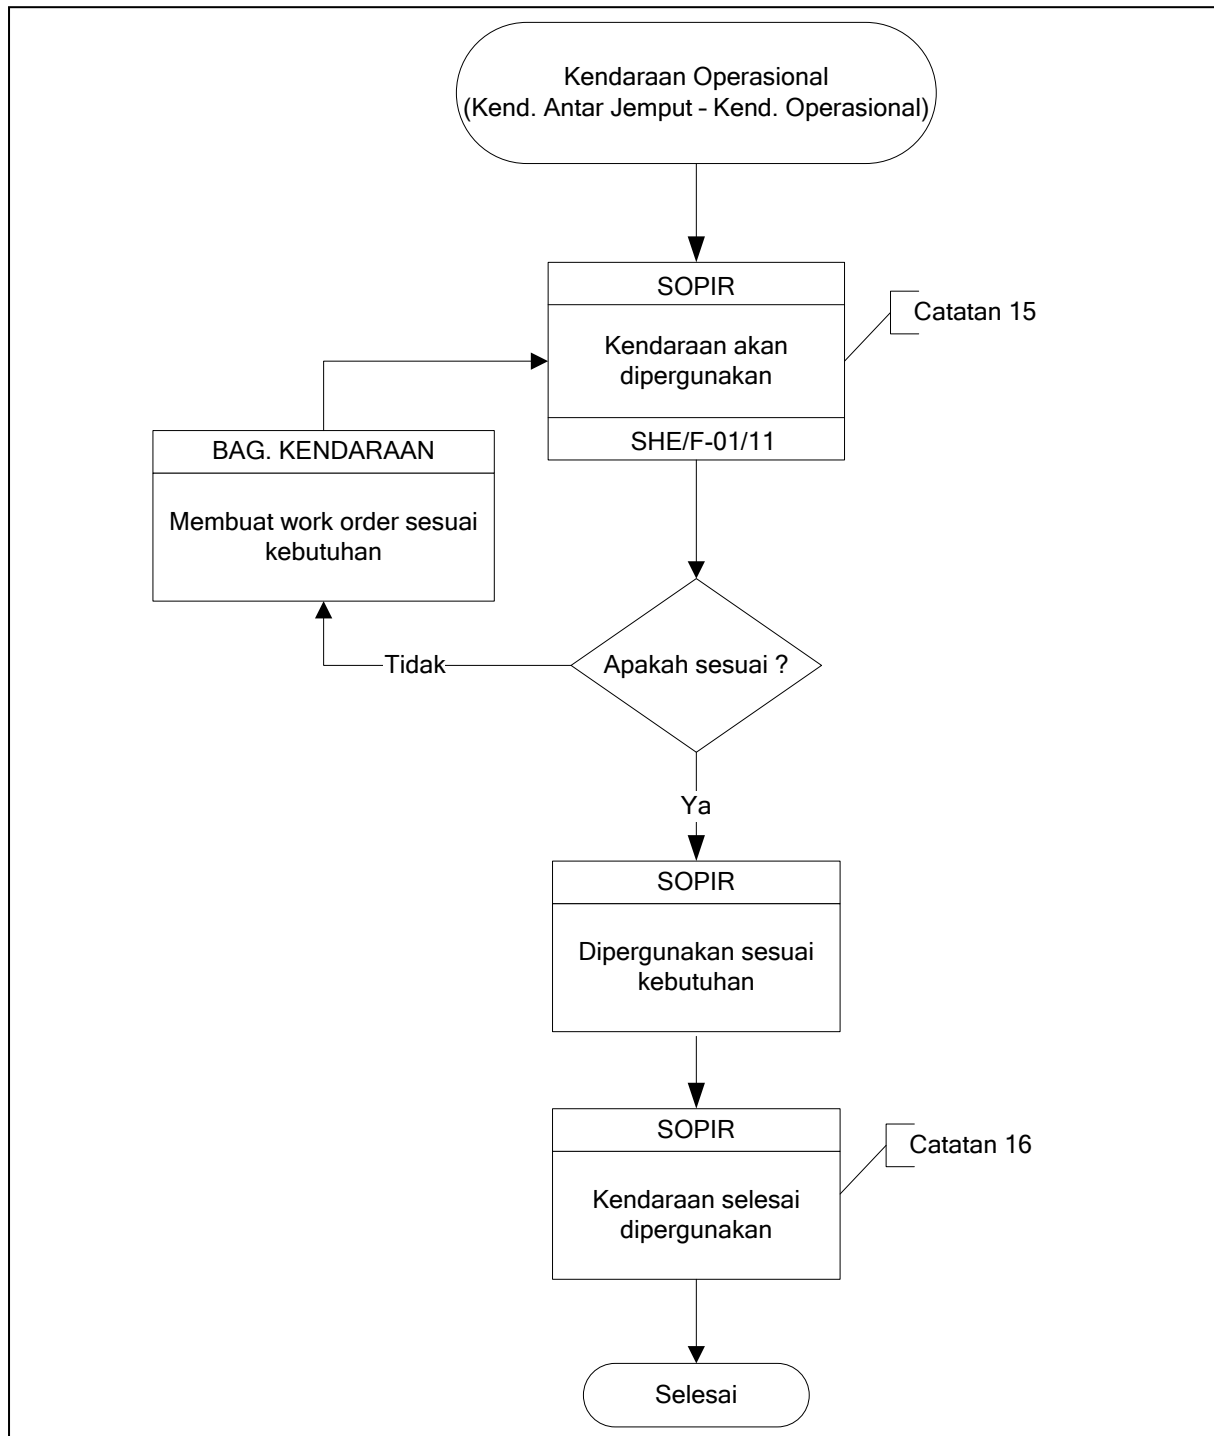 Kendaraan Operasional
(Kend. Antar Jemput – Kend. Operasional)
SOPIR
Catatan 15
Kendaraan akan
dipergunakan
SHE/F-01/11
BAG. KENDARAAN
Membuat work order sesuai
kebutuhan
Tidak
Apakah sesuai ?
Ya
SOPIR
Dipergunakan sesuai
kebutuhan
SOPIR
Catatan 16
Kendaraan selesai
dipergunakan
Selesai